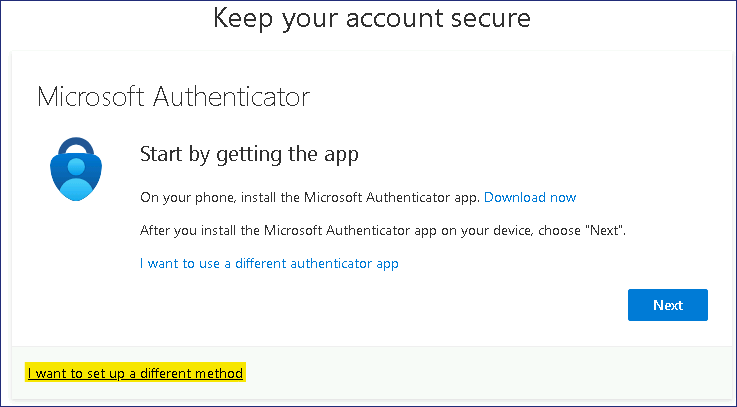 Keep your account secure
Microsoft Authenticator
Start by getting the app
On your phone, install the Microsoft Authenticator app. Download now
After you install the Microsoft Authenticator app on your device, choose "Next".
I want to use a different authenticator app
Next
I want to set up a different method